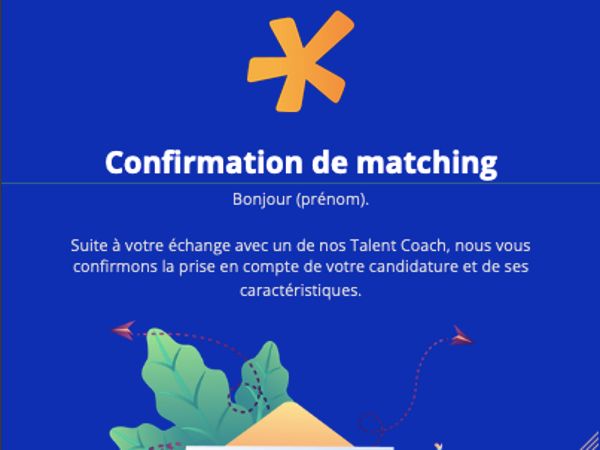 Confirmation de matching
Bonjour (prénom).
Suite à votre échange avec un de nos Talent Coach, nous vous
confirmons la prise en compte de votre candidature et de ses
caractéristiques.